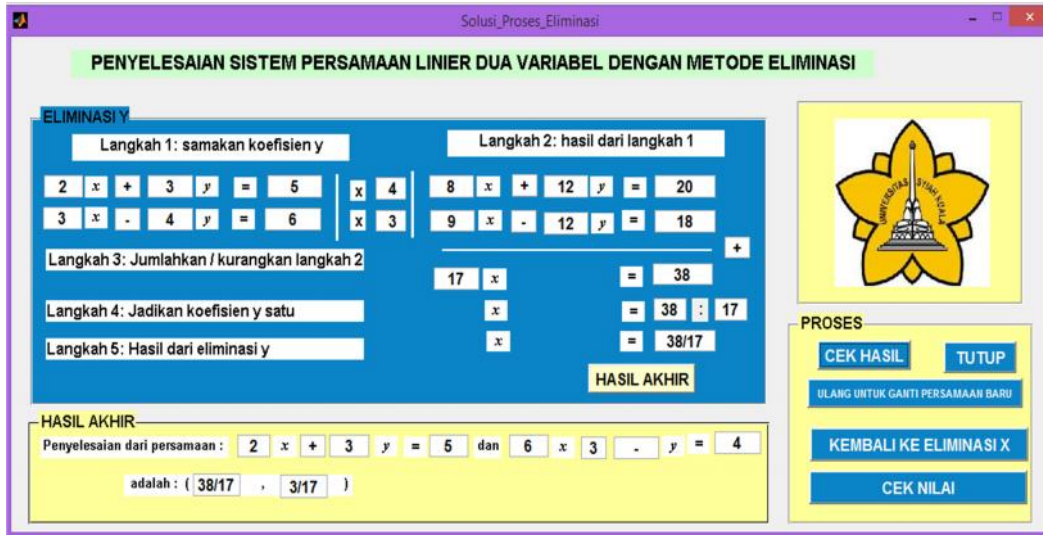 Solusi_Proses_Eliminasi
PENYELESAIAN SISTEM PERSAMAAN LINIER DUA VARIABEL DENGAN METODE ELIMINASI
ELIMINASI Y
Langkah 1: samakan koefisien y
Langkah 2: hasil dari langkah 1
2 x + 3 y = 5 x 4 8 x + 12 y = 20
3 x - 4 y = 6 x 3 9 x - 12 y = 18
+
Langkah 3: Jumlahkan / kurangkan langkah 2
17 x = 38
Langkah 4: Jadikan koefisien y satu
x = 38 : 17
Langkah 5: Hasil dari eliminasi y
x = 38/17
HASIL AKHIR
HASIL AKHIR
Penyelesaian dari persamaan : 2 x + 3 y = 5 dan 6 x 3 - y = 4
adalah : ( 38/17 , 3/17 )
UNIVERSITAS SYIAH KUALA
PROSES
CEK HASIL
TUTUP
ULANG UNTUK GANTI PERSAMAAN BARU
KEMBALI KE ELIMINASI X
CEK NILAI